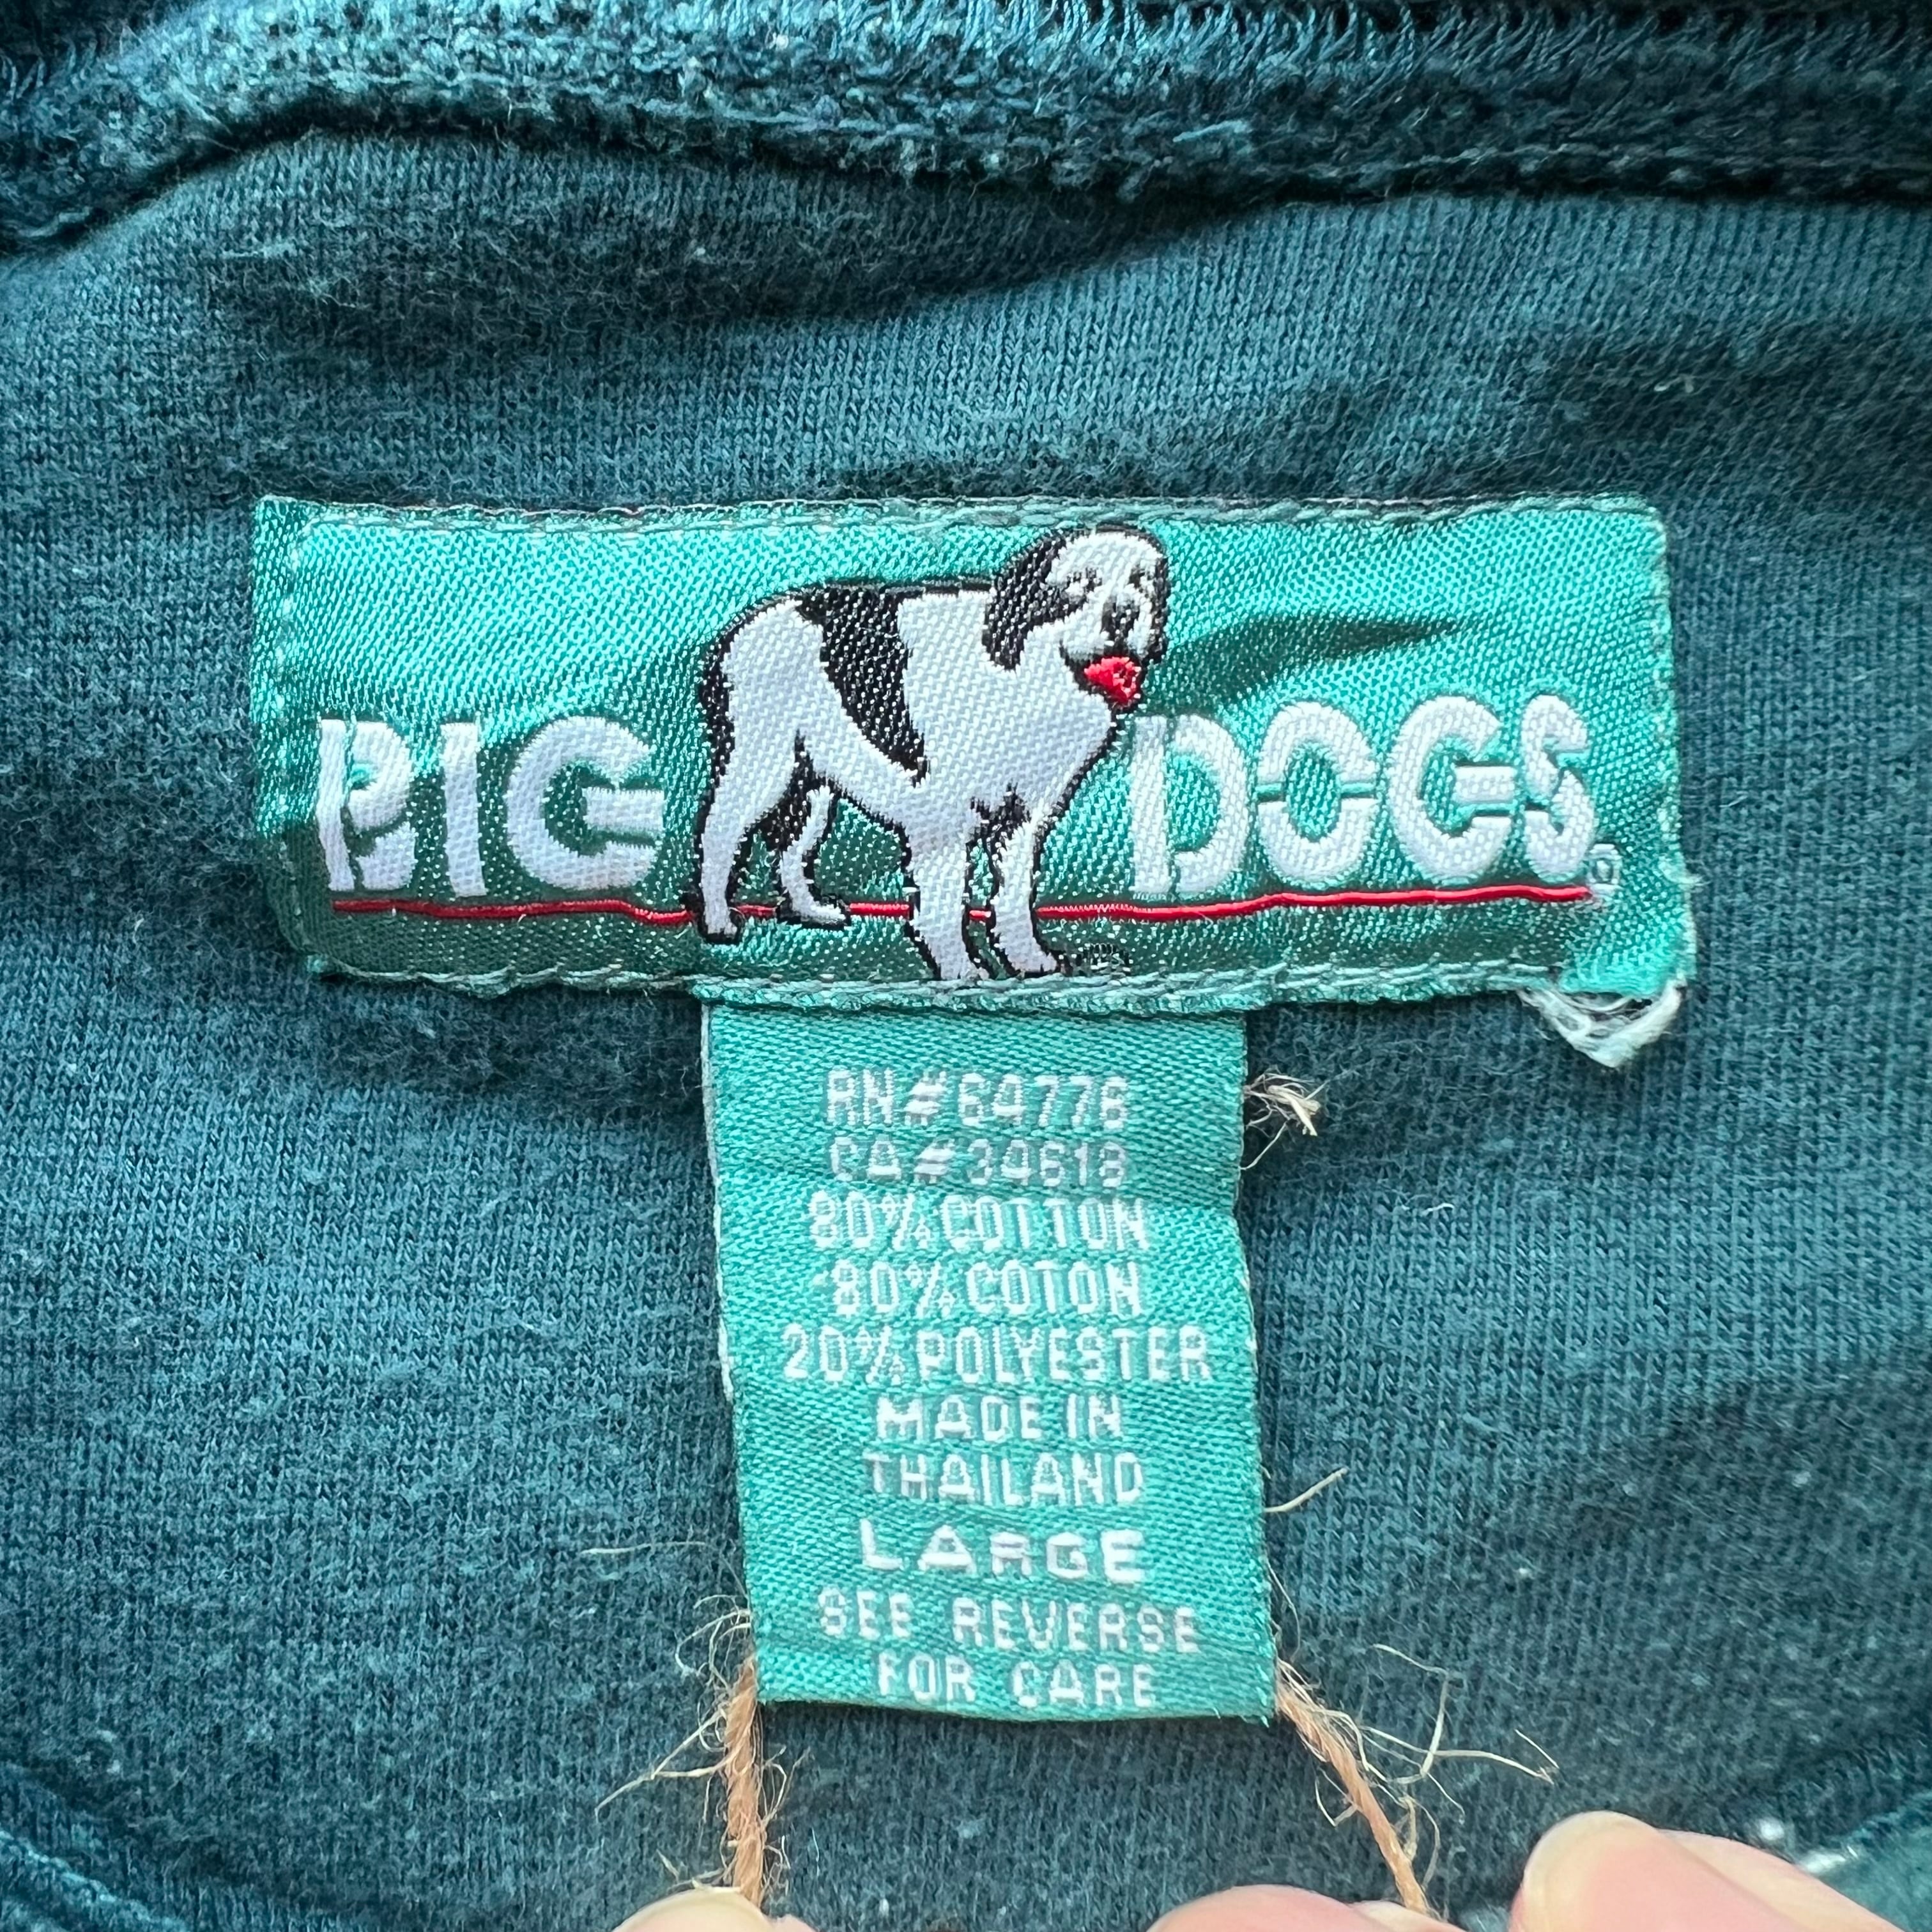 BIG DOGS®
RN#64776
CA#34618
80%COTTON
80%COTON
20%POLYESTER
MADE IN
THAILAND
LARGE
SEE REVERSE
FOR CARE